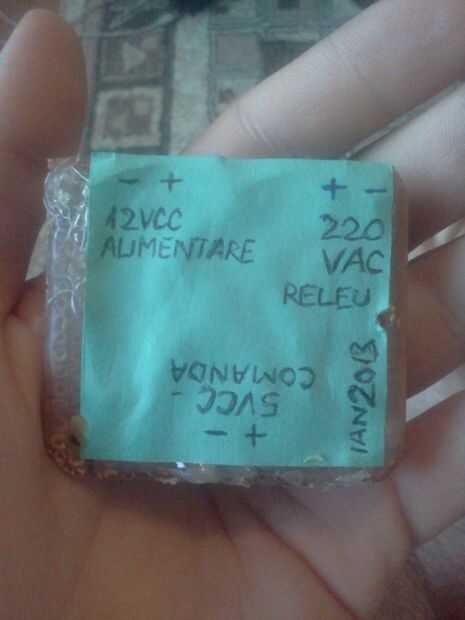 - +
12VCC
ALIMENTARE
+ -
220
VAC
RELEU
IAN2013
+ -
5VCC -
COMANDA